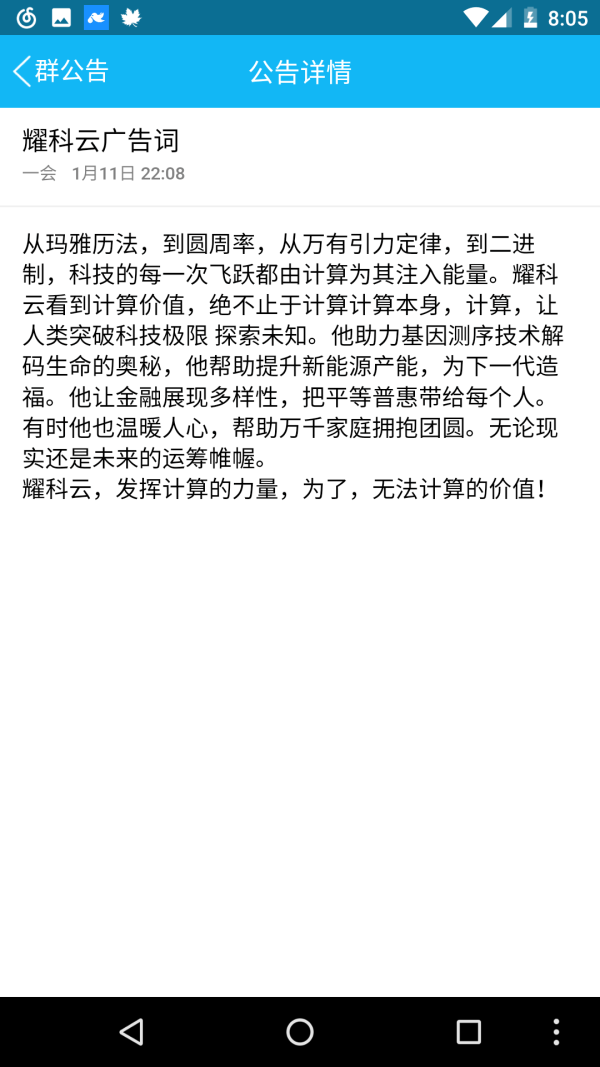 8:05
群公告
公告详情
耀科云广告词
一会 1月11日 22:08
从玛雅历法，到圆周率，从万有引力定律，到二进
制，科技的每一次飞跃都由计算为其注入能量。耀科
云看到计算价值，绝不止于计算计算本身，计算，让
人类突破科技极限 探索未知。他助力基因测序技术解
码生命的奥秘，他帮助提升新能源产能，为下一代造
福。他让金融展现多样性，把平等普惠带给每个人。
有时他也温暖人心，帮助万千家庭拥抱团圆。无论现
实还是未来的运筹帷幄。
耀科云，发挥计算的力量，为了，无法计算的价值！